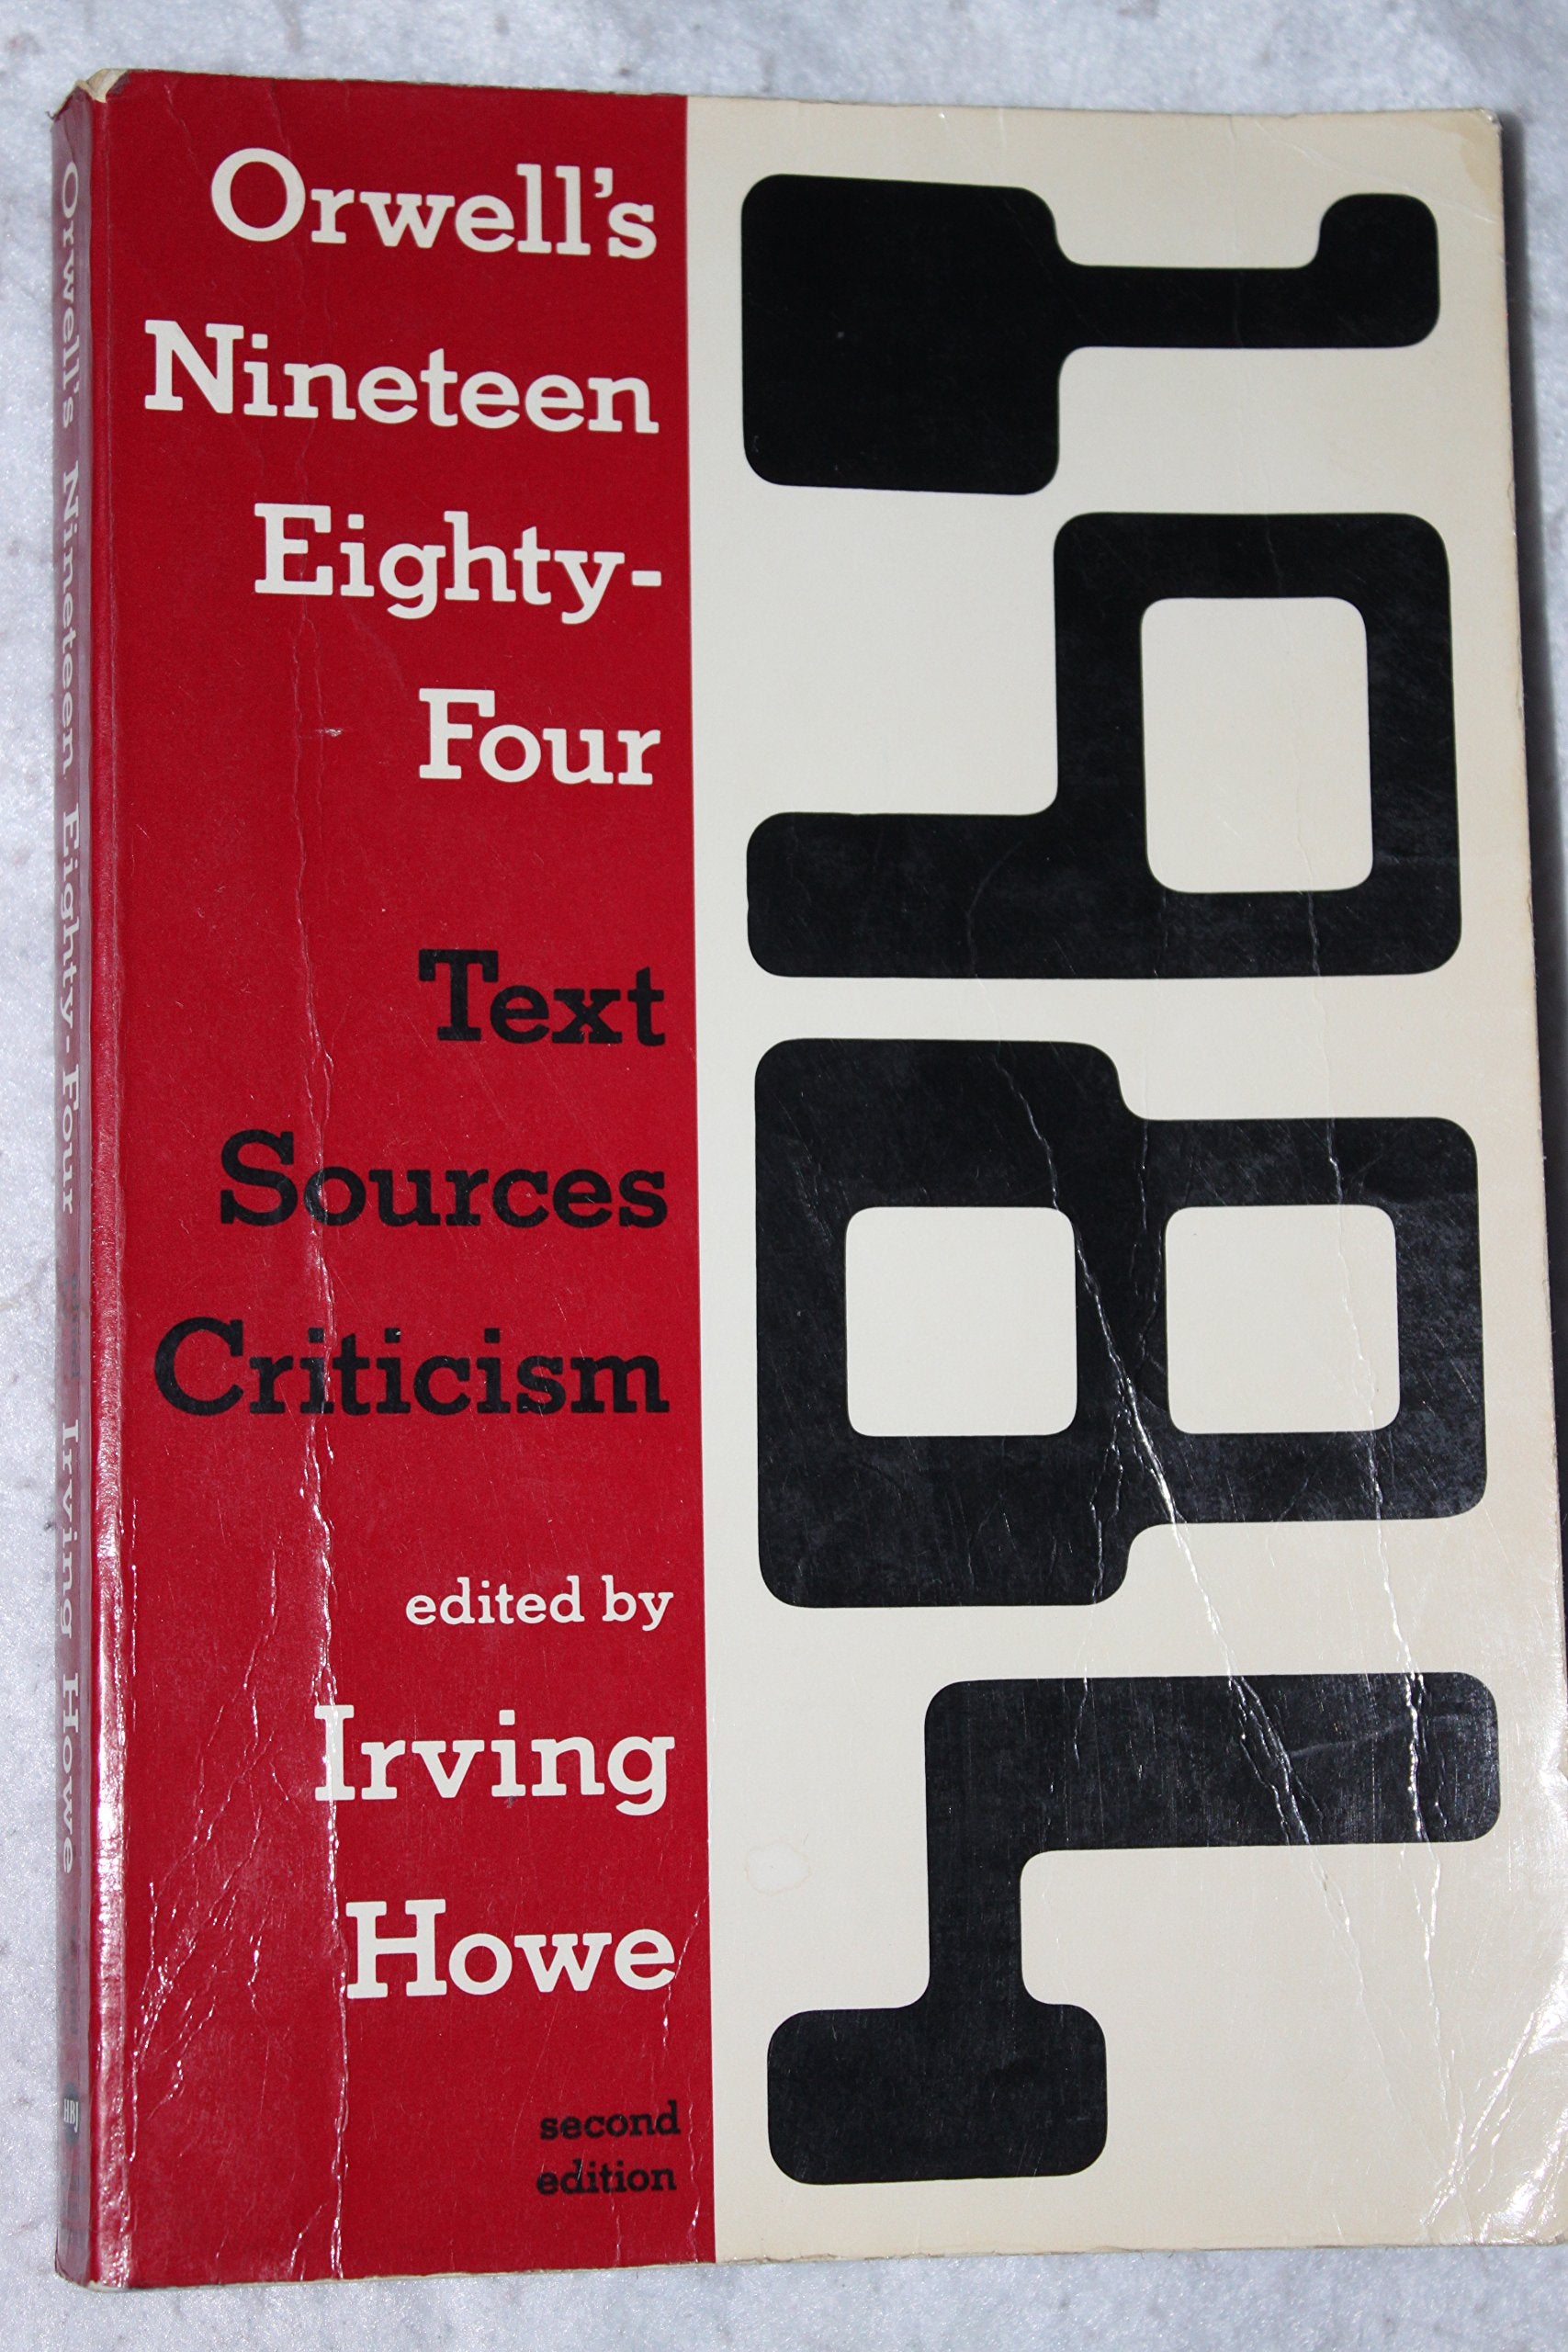 Orwell's
Nineteen
Eighty-
Four
Text
Sources
Criticism
edited by
Irving
Howe
second
edition
1984
Orwell's Nineteen Eighty-Four Irving Howe
HBJ